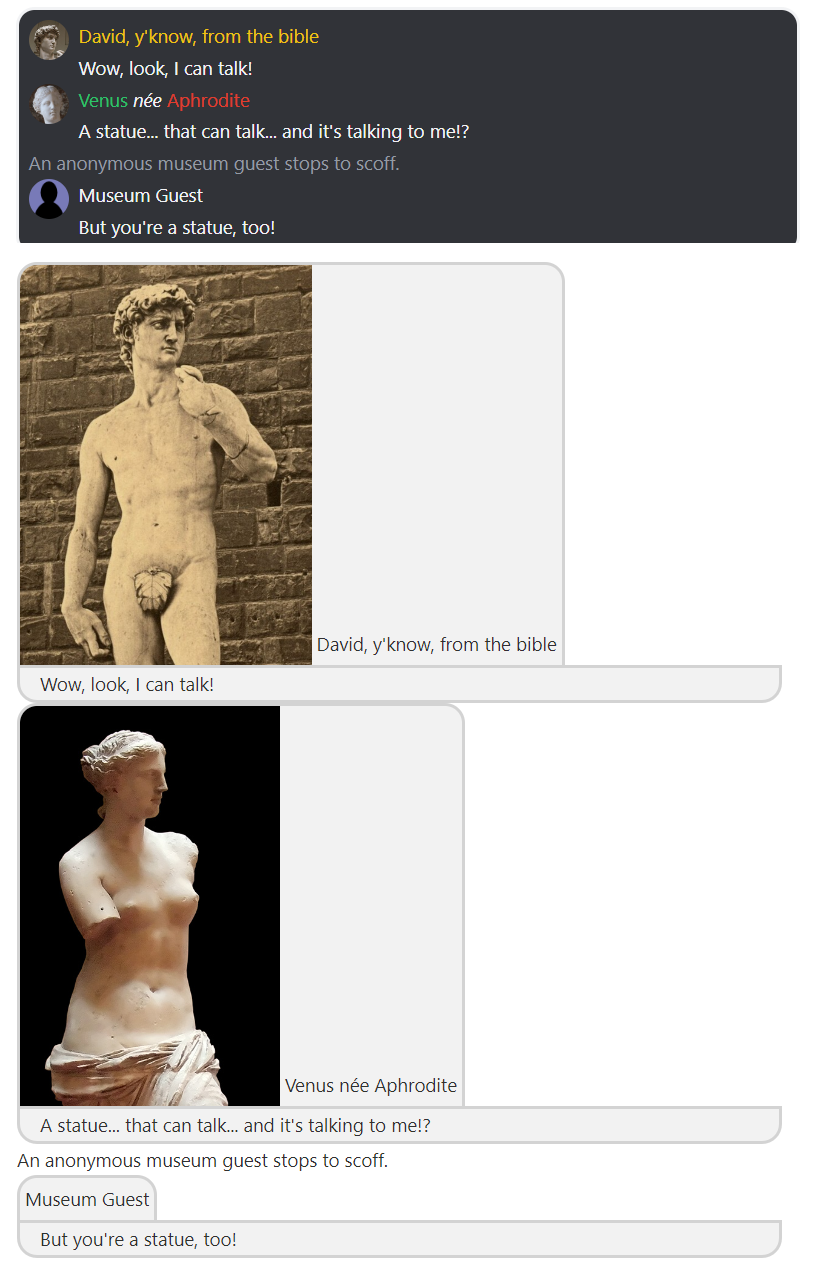 David, y'know, from the bible
Wow, look, I can talk!
Venus née Aphrodite
A statue... that can talk... and it's talking to me!?
An anonymous museum guest stops to scoff.
Museum Guest
But you're a statue, too!
David, y'know, from the bible
Wow, look, I can talk!
Venus née Aphrodite
A statue... that can talk... and it's talking to me!?
An anonymous museum guest stops to scoff.
Museum Guest
But you're a statue, too!